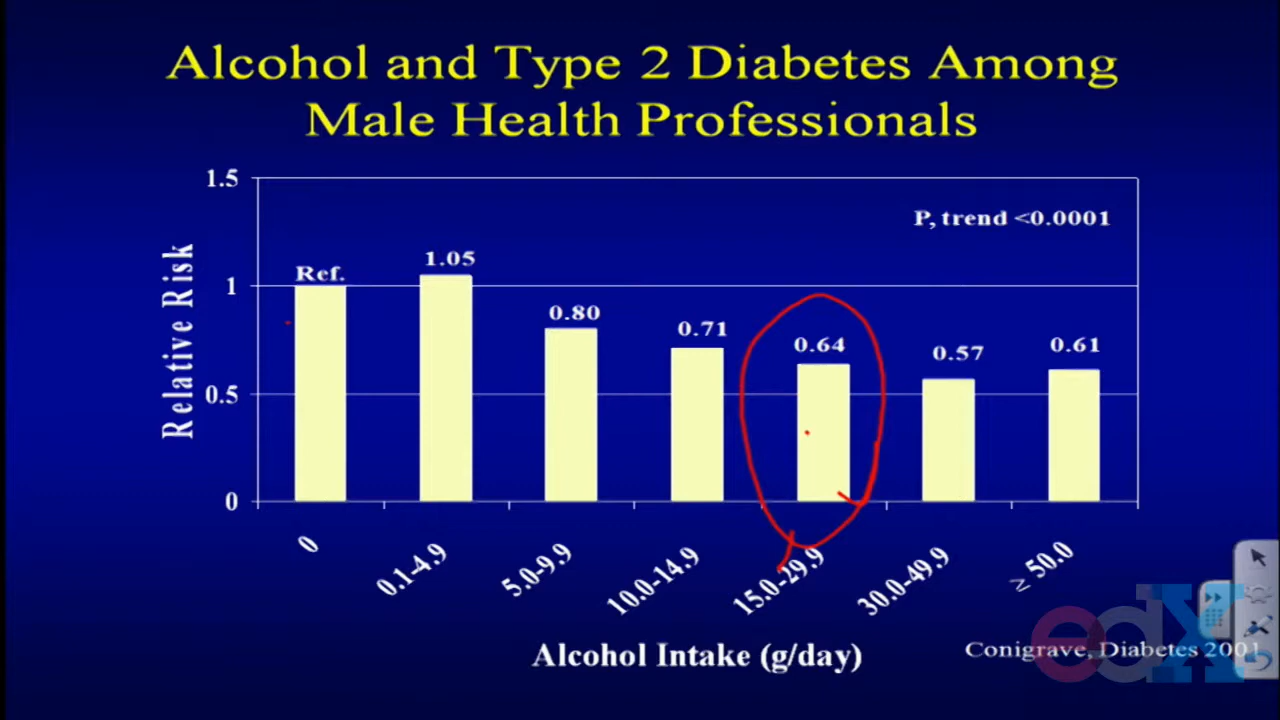 Alcohol and Type 2 Diabetes Among
Male Health Professionals
P, trend <0.0001
Relative Risk
1.5
1
0.5
0
Ref.
1.05
0.80
0.71
0.64
0.57
0.61
0
0.1-4.9
5.0-9.9
10.0-14.9
15.0-29.9
30.0-49.9
≥ 50.0
Alcohol Intake (g/day)
Conigrave, Diabetes 2001
edX